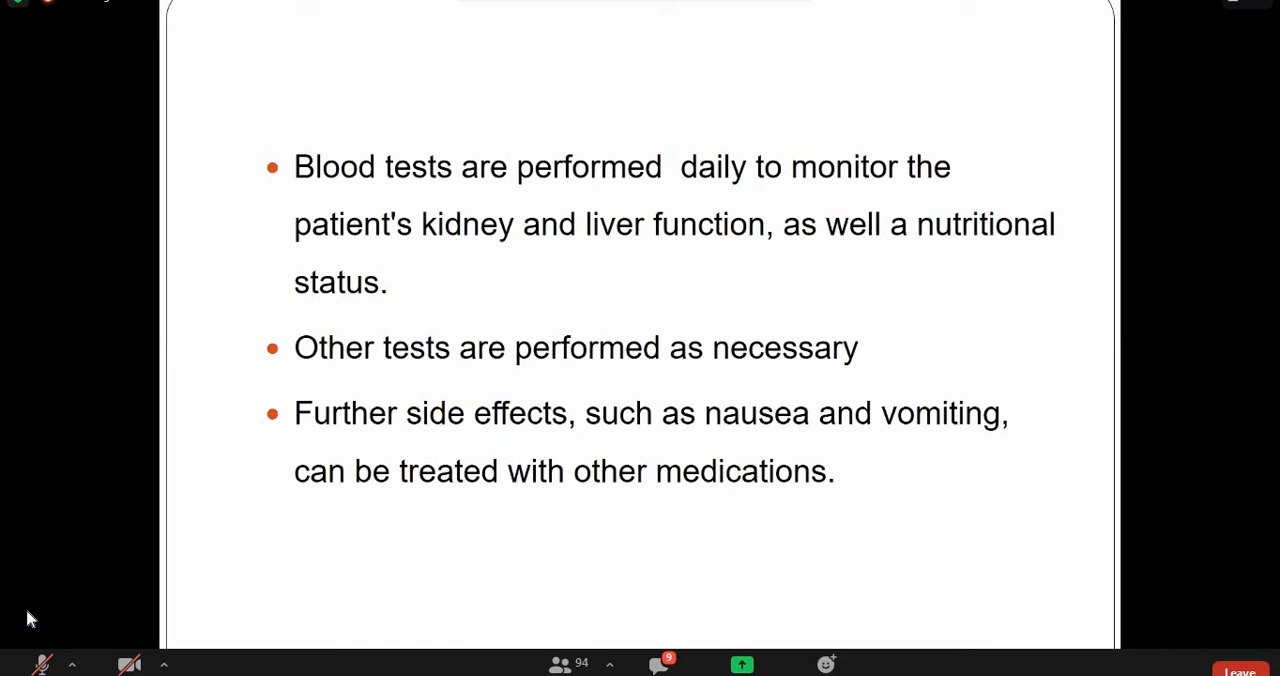 Blood tests are performed  daily to monitor the
patient's kidney and liver function, as well a nutritional
status.
Other tests are performed as necessary
Further side effects, such as nausea and vomiting,
can be treated with other medications.
94
9
Leave